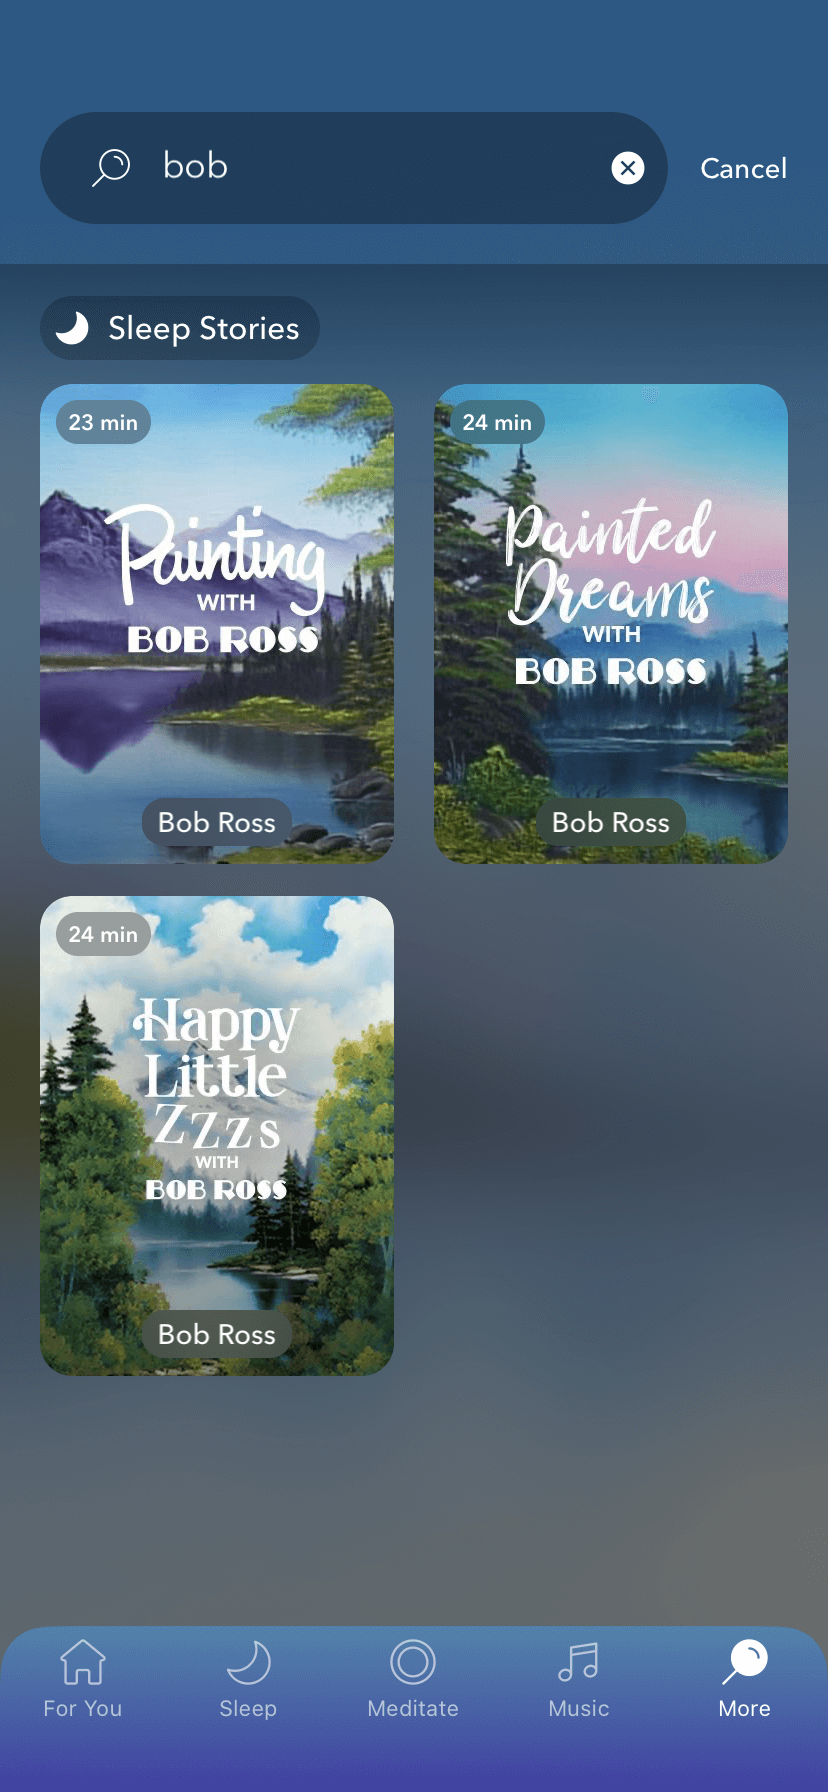 bob
Cancel
Sleep Stories
23 min
Painting
WITH
BOB ROSS
Bob Ross
24 min
Painted
Dreams
WITH
BOB ROSS
Bob Ross
24 min
Happy
Little
Zzzs
WITH
BOB ROSS
Bob Ross
For You
Sleep
Meditate
Music
More